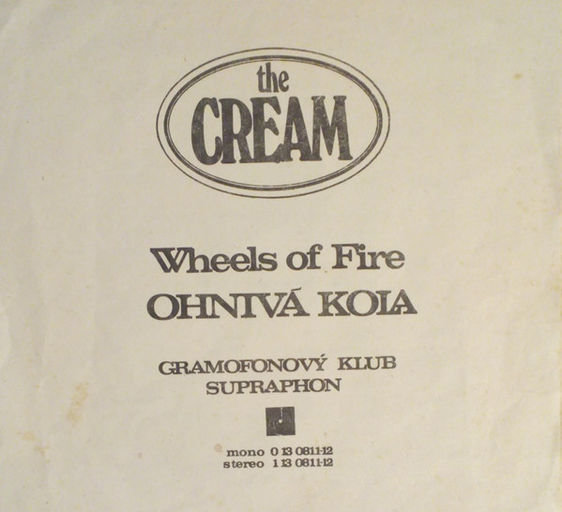 the
CREAM
Wheels of Fire
OHNIVÁ KOLA
GRAMOFONOVÝ KLUB
SUPRAPHON
mono 0 13 0811-12
stereo 1 13 0811-12